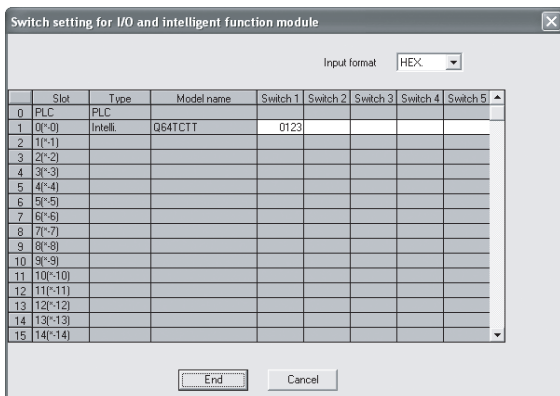 Switch setting for I/O and intelligent function module
Input format HEX.
Slot Type Model name Switch 1 Switch 2 Switch 3 Switch 4 Switch 5
0 PLC PLC
1 0(*-0) Intelli. Q64TCTT 0123
2 1(*-1)
3 2(*-2)
4 3(*-3)
5 4(*-4)
6 5(*-5)
7 6(*-6)
8 7(*-7)
9 8(*-8)
10 9(*-9)
11 10(*-10)
12 11(*-11)
13 12(*-12)
14 13(*-13)
15 14(*-14)
End Cancel